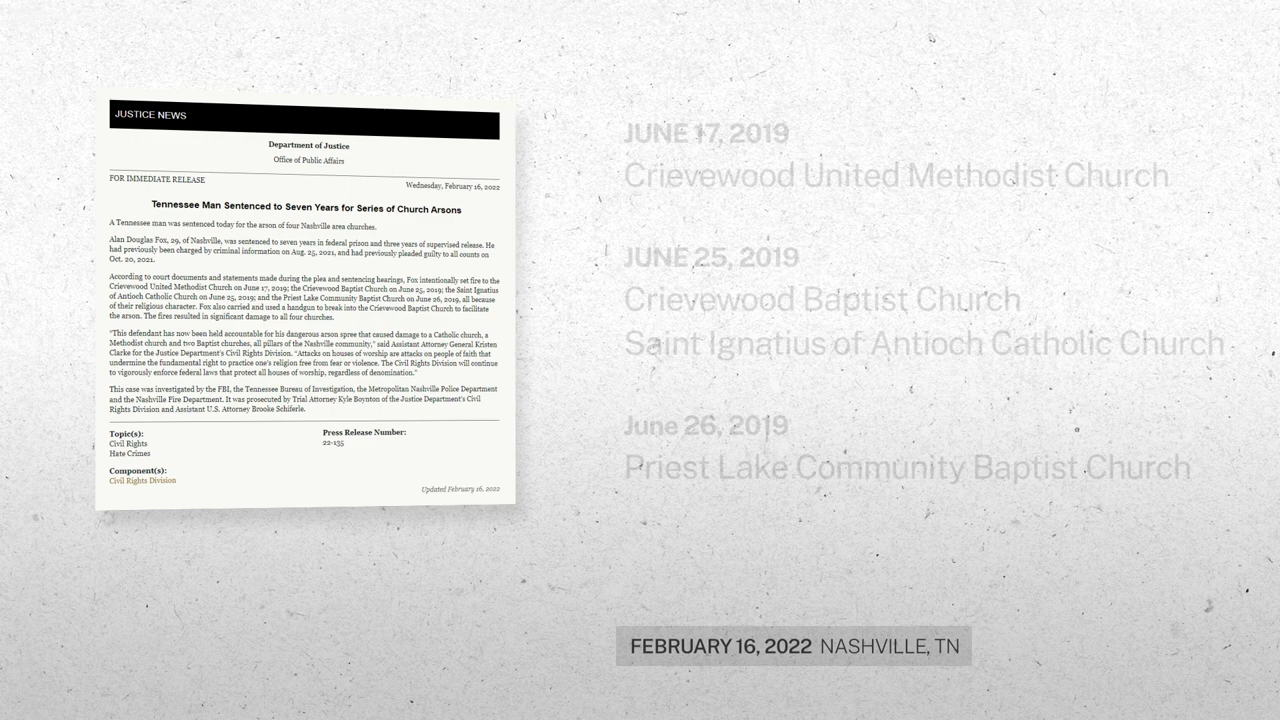 JUSTICE NEWS
Department of Justice
Office of Public Affairs
FOR IMMEDIATE RELEASE
Wednesday, February 16, 2022
Tennessee Man Sentenced to Seven Years for Series of Church Arsons
A Tennessee man was sentenced today for the arson of four Nashville area churches.
Alan Douglas Fox, 29, of Nashville, was sentenced to seven years in federal prison and three years of supervised release. He
had previously been charged by criminal information on Aug. 25, 2021, and had previously pleaded guilty to all counts on
Oct. 20, 2021.
According to court documents and statements made during the plea and sentencing hearings, Fox intentionally set fire to the
Crievewood United Methodist Church on June 17, 2019; the Crievewood Baptist Church on June 25, 2019; the Saint Ignatius
of Antioch Catholic Church on June 25, 2019; and the Priest Lake Community Baptist Church on June 26, 2019, all because
of their religious character. Fox also carried and used a handgun to break into the Crievewood Baptist Church to facilitate
the arson. The fires resulted in significant damage to all four churches.
"This defendant has now been held accountable for his dangerous arson spree that caused damage to a Catholic church, a
Methodist church and two Baptist churches, all pillars of the Nashville community," said Assistant Attorney General Kristen
Clarke for the Justice Department's Civil Rights Division. "Attacks on houses of worship are attacks on people of faith that
undermine the fundamental right to practice one's religion free from fear or violence. The Civil Rights Division will continue
to vigorously enforce federal laws that protect all houses of worship, regardless of denomination."
This case was investigated by the FBI, the Tennessee Bureau of Investigation, the Metropolitan Nashville Police Department
and the Nashville Fire Department. It was prosecuted by Trial Attorney Kyle Boynton of the Justice Department's Civil
Rights Division and Assistant U.S. Attorney Brooke Schiferle.
Topic(s):
Civil Rights
Hate Crimes
Press Release Number:
22-135
Component(s):
Civil Rights Division
Updated February 16, 2022
JUNE 17, 2019
Crievewood United Methodist Church
JUNE 25, 2019
Crievewood Baptist Church
Saint Ignatius of Antioch Catholic Church
June 26, 2019
Priest Lake Community Baptist Church
FEBRUARY 16, 2022 NASHVILLE, TN